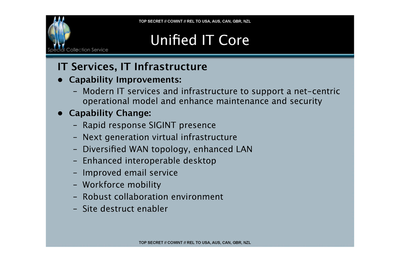 TOP SECRET // COMINT // REL TO USA, AUS, CAN, GBR, NZL
Unified IT Core
Special Collection Service
IT Services, IT Infrastructure
● Capability Improvements:
– Modern IT services and infrastructure to support a net-centric
operational model and enhance maintenance and security
● Capability Change:
– Rapid response SIGINT presence
– Next generation virtual infrastructure
– Diversified WAN topology, enhanced LAN
– Enhanced interoperable desktop
– Improved email service
– Workforce mobility
– Robust collaboration environment
– Site destruct enabler
TOP SECRET // COMINT // REL TO USA, AUS, CAN, GBR, NZL